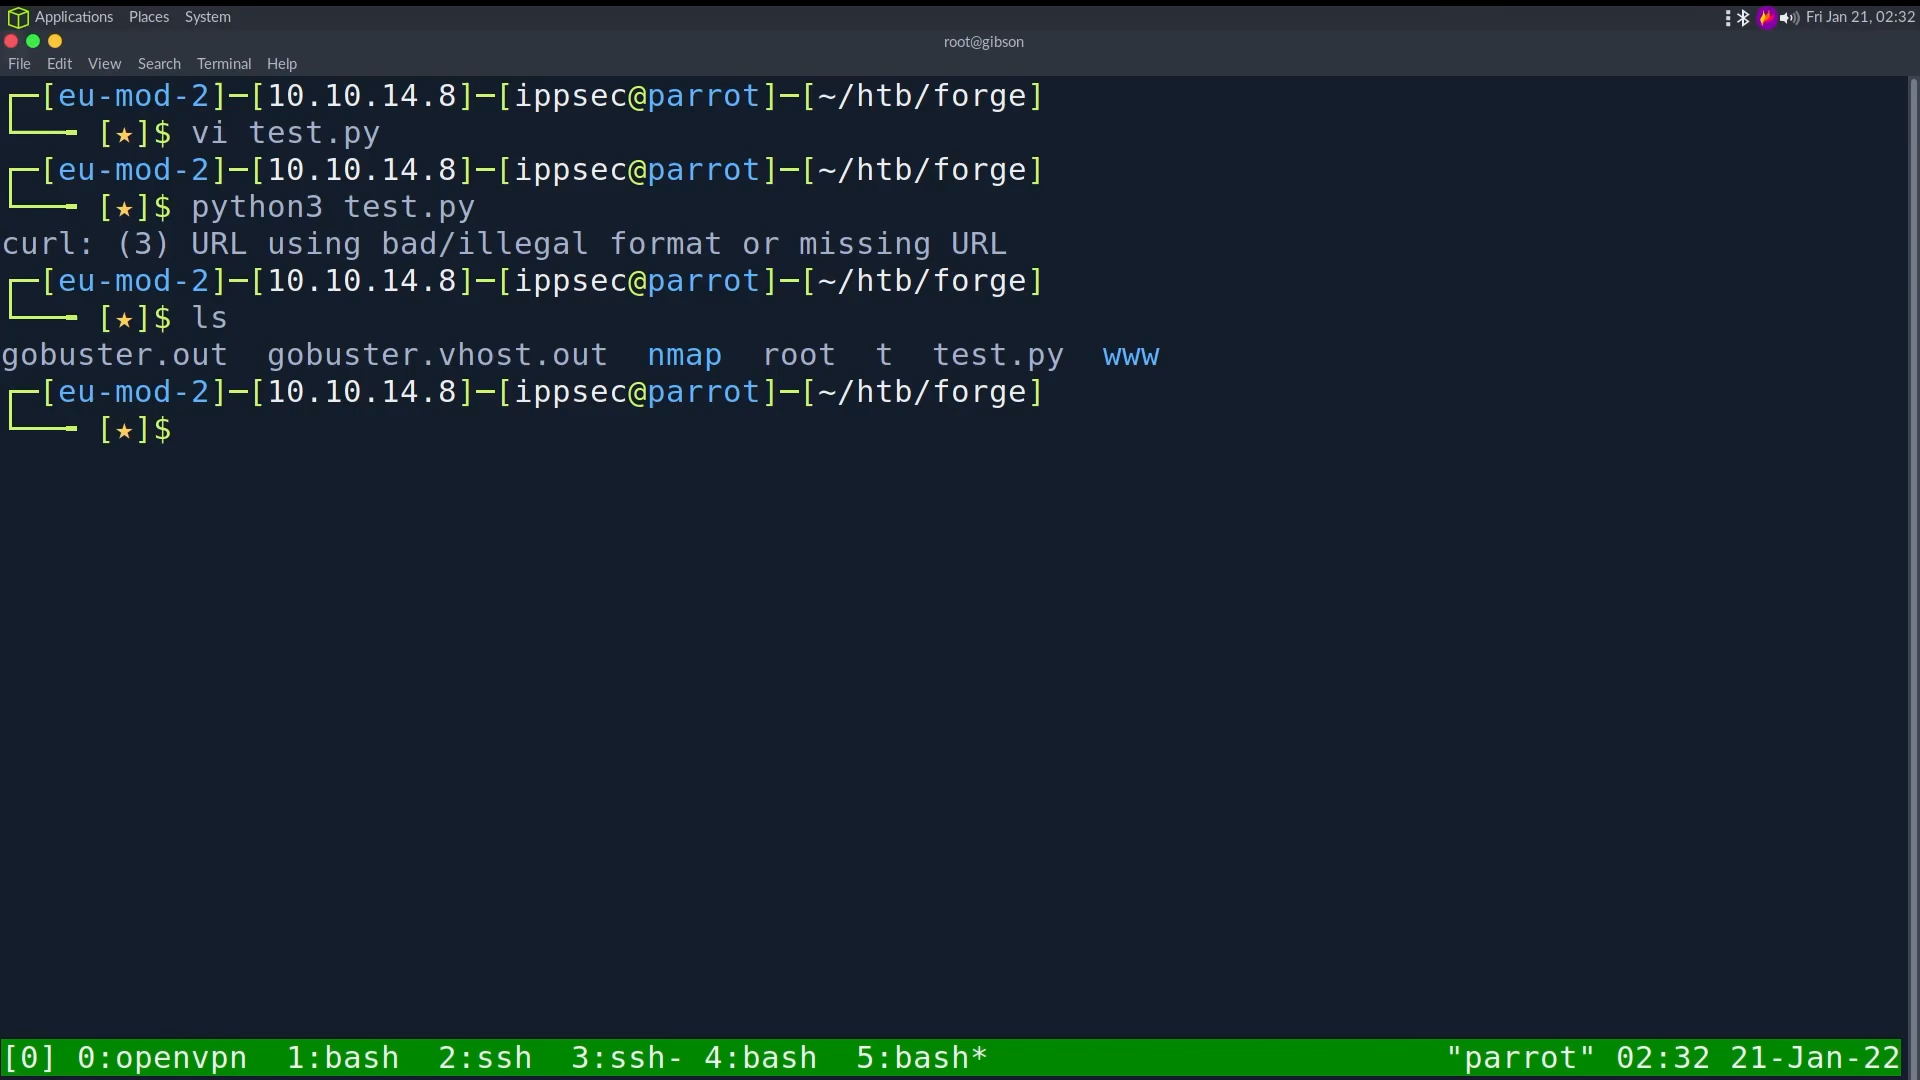 Applications Places System Fri Jan 21, 02:32
root@gibson
File Edit View Search Terminal Help
┌─[eu-mod-2]─[10.10.14.8]─[ippsec@parrot]─[~/htb/forge]
└──╼ [★]$ vi test.py
┌─[eu-mod-2]─[10.10.14.8]─[ippsec@parrot]─[~/htb/forge]
└──╼ [★]$ python3 test.py
curl: (3) URL using bad/illegal format or missing URL
┌─[eu-mod-2]─[10.10.14.8]─[ippsec@parrot]─[~/htb/forge]
└──╼ [★]$ ls
gobuster.out  gobuster.vhost.out  nmap  root  t  test.py  www
┌─[eu-mod-2]─[10.10.14.8]─[ippsec@parrot]─[~/htb/forge]
└──╼ [★]$
[0] 0:openvpn  1:bash  2:ssh  3:ssh- 4:bash  5:bash* "parrot" 02:32 21-Jan-22